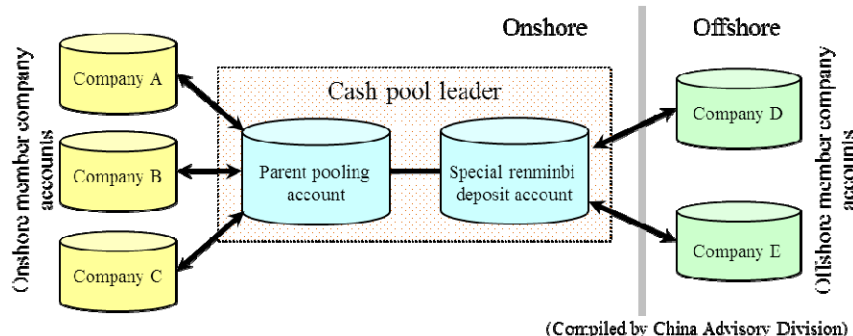 Onshore
Offshore
Cash pool leader
Onshore member company
accounts
Company A
Company B
Company C
Parent pooling
account
Special renminbi
deposit account
Company D
Company E
Offshore member company
accounts
(Compiled by China Advisory Division)